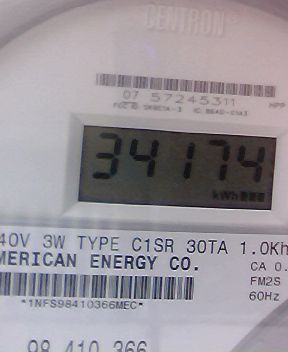 CENTRON®
07 57245311
HPP
34174
kWh
40V 3W TYPE C1SR 30TA 1.0Kh
MERICAN ENERGY CO.
CA 0.
FM2S
60Hz
*1NFS98410366MEC*
98 410 366